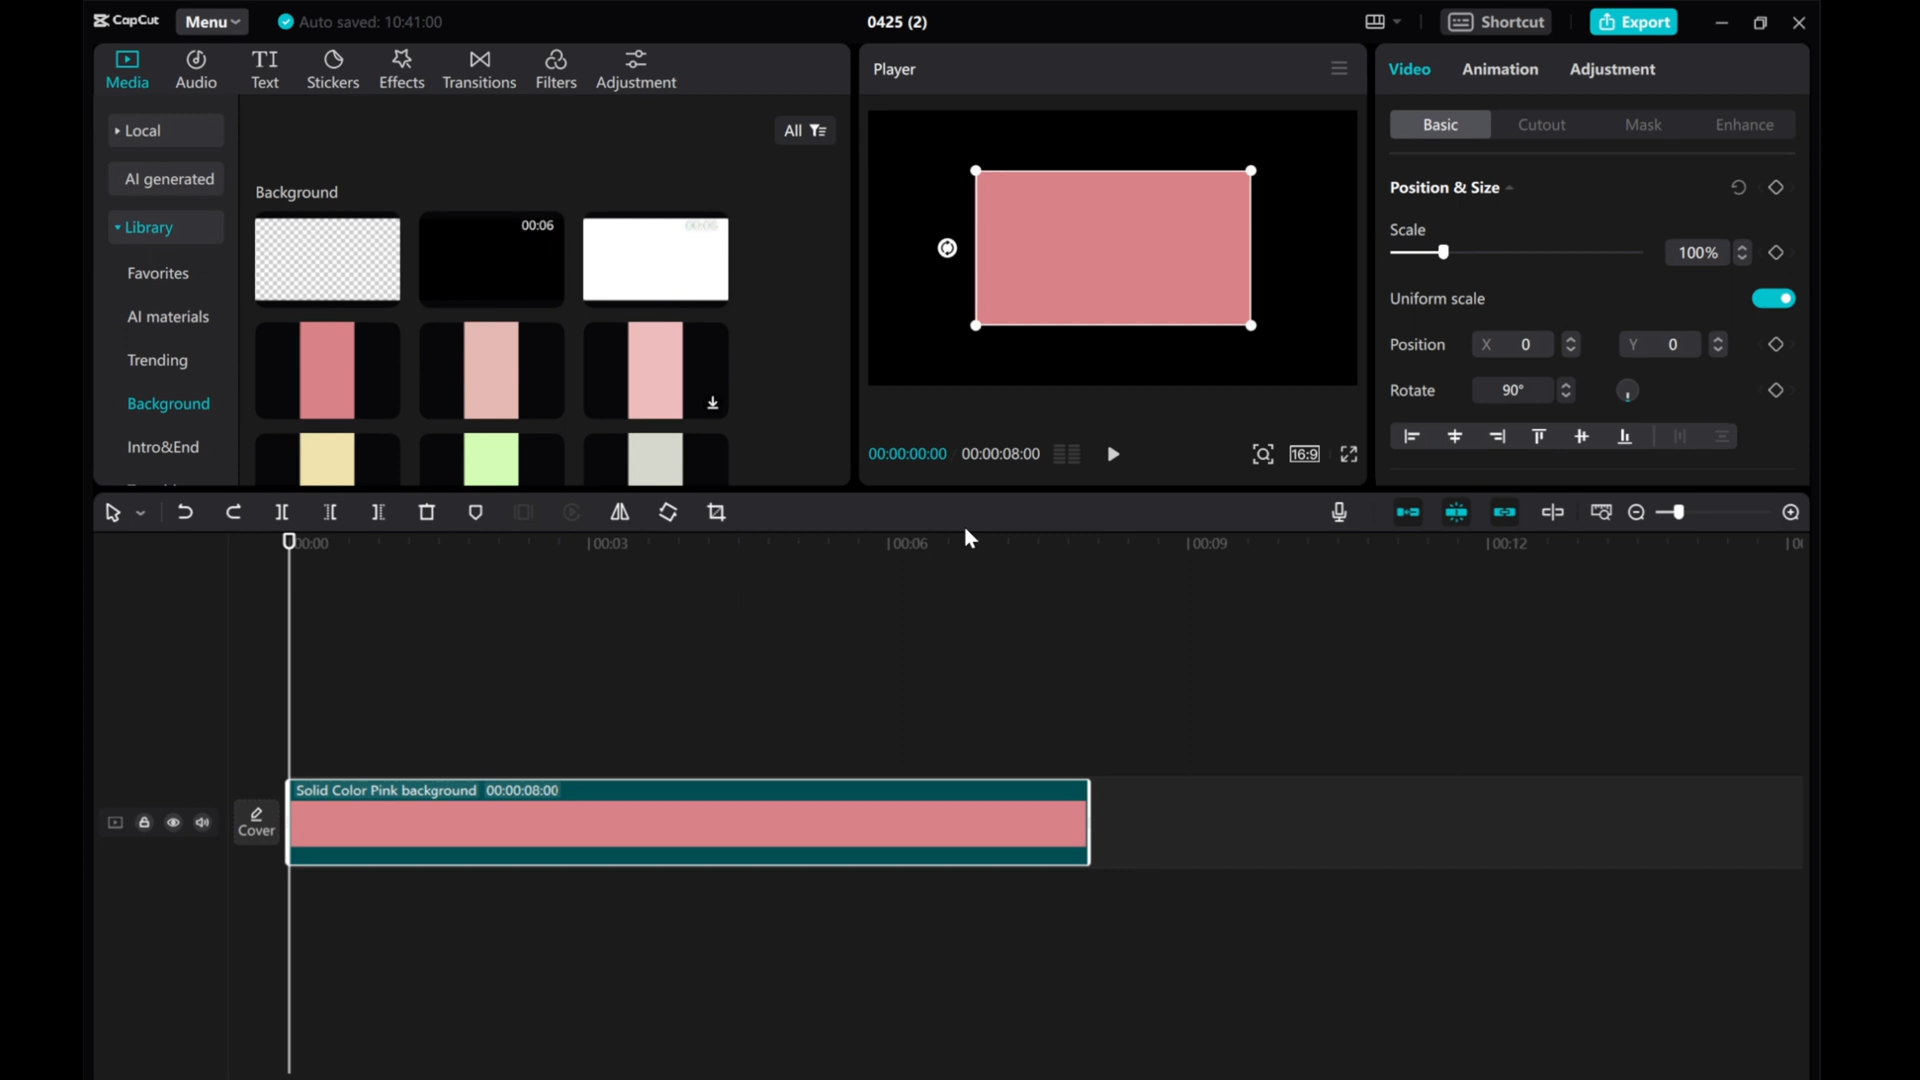 CapCut
Menu
Auto saved: 10:41:00
0425 (2)
Shortcut
Export
Media
Audio
Text
Stickers
Effects
Transitions
Filters
Adjustment
Local
AI generated
Library
Favorites
AI materials
Trending
Background
Intro&End
All
Background
00:06
00:06
Player
00:00:00:00
00:00:08:00
16:9
Video
Animation
Adjustment
Basic
Cutout
Mask
Enhance
Position & Size
Scale
100%
Uniform scale
Position
X 0
Y 0
Rotate
90°
00:00
00:03
00:06
00:09
00:12
Cover
Solid Color Pink background 00:00:08:00